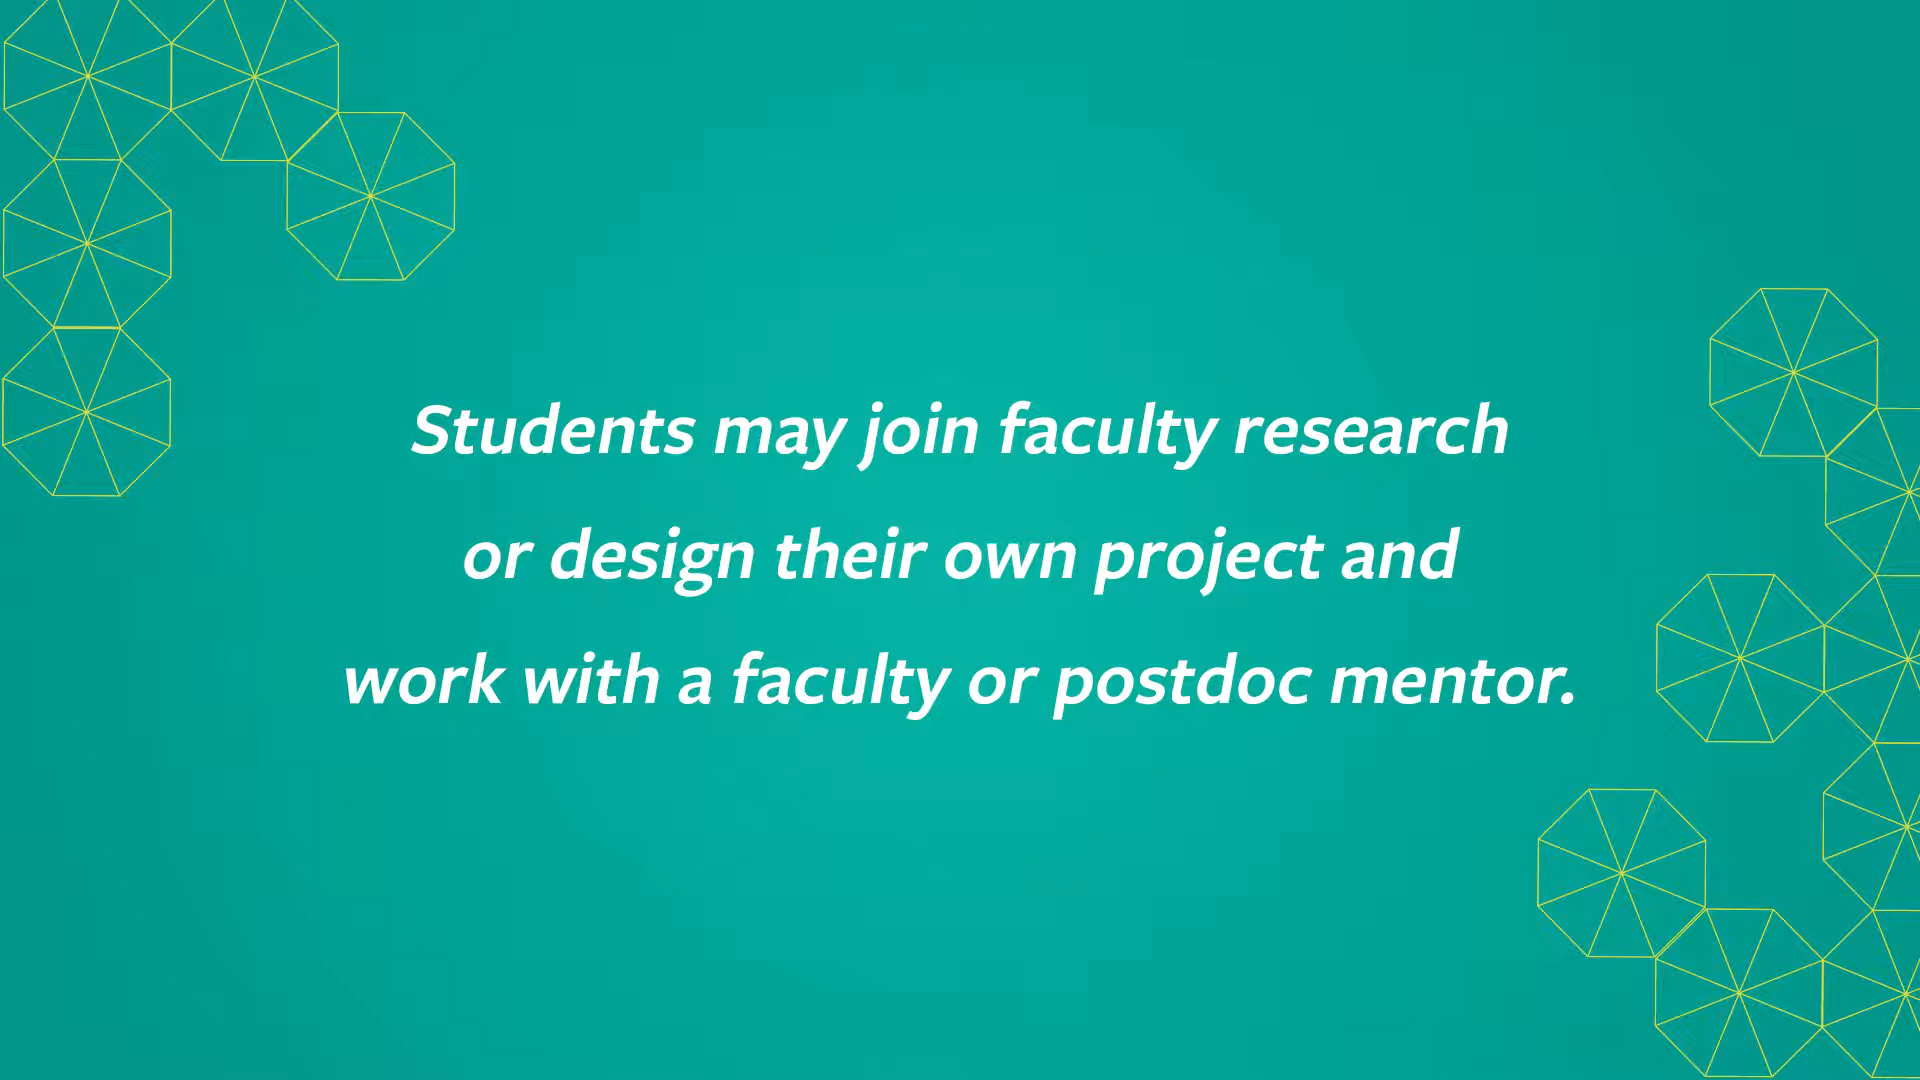 Students may join faculty research
or design their own project and
work with a faculty or postdoc mentor.